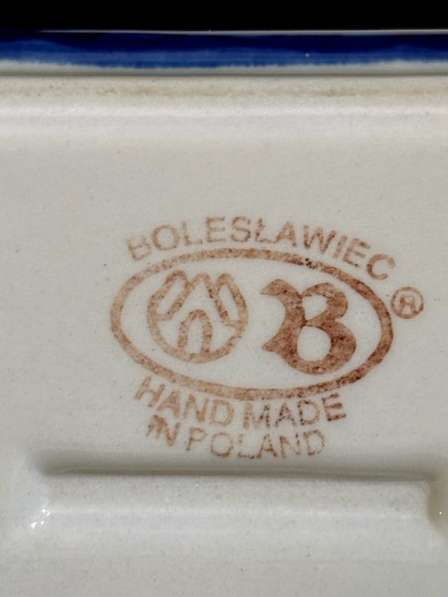 BOLESŁAWIEC
B ®
HAND MADE
IN POLAND